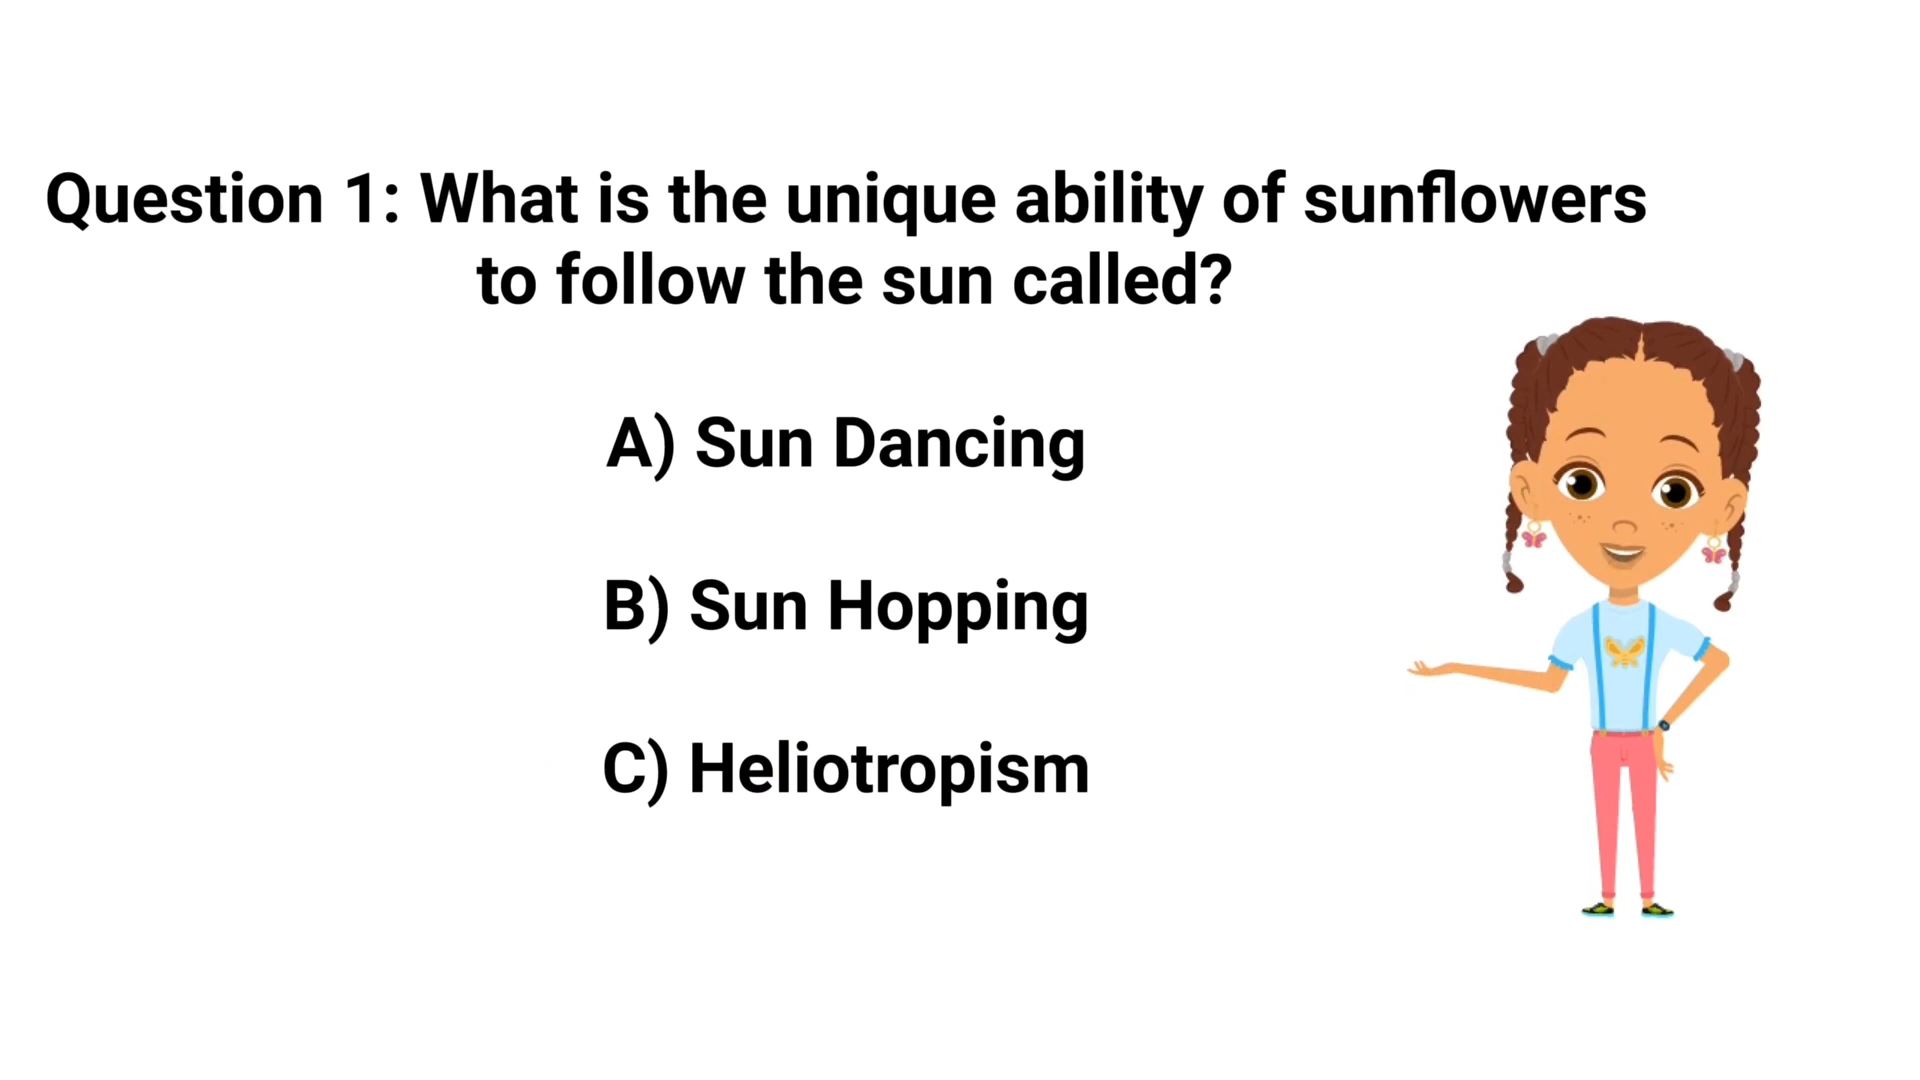 Question 1: What is the unique ability of sunflowers
to follow the sun called?
A) Sun Dancing
B) Sun Hopping
C) Heliotropism